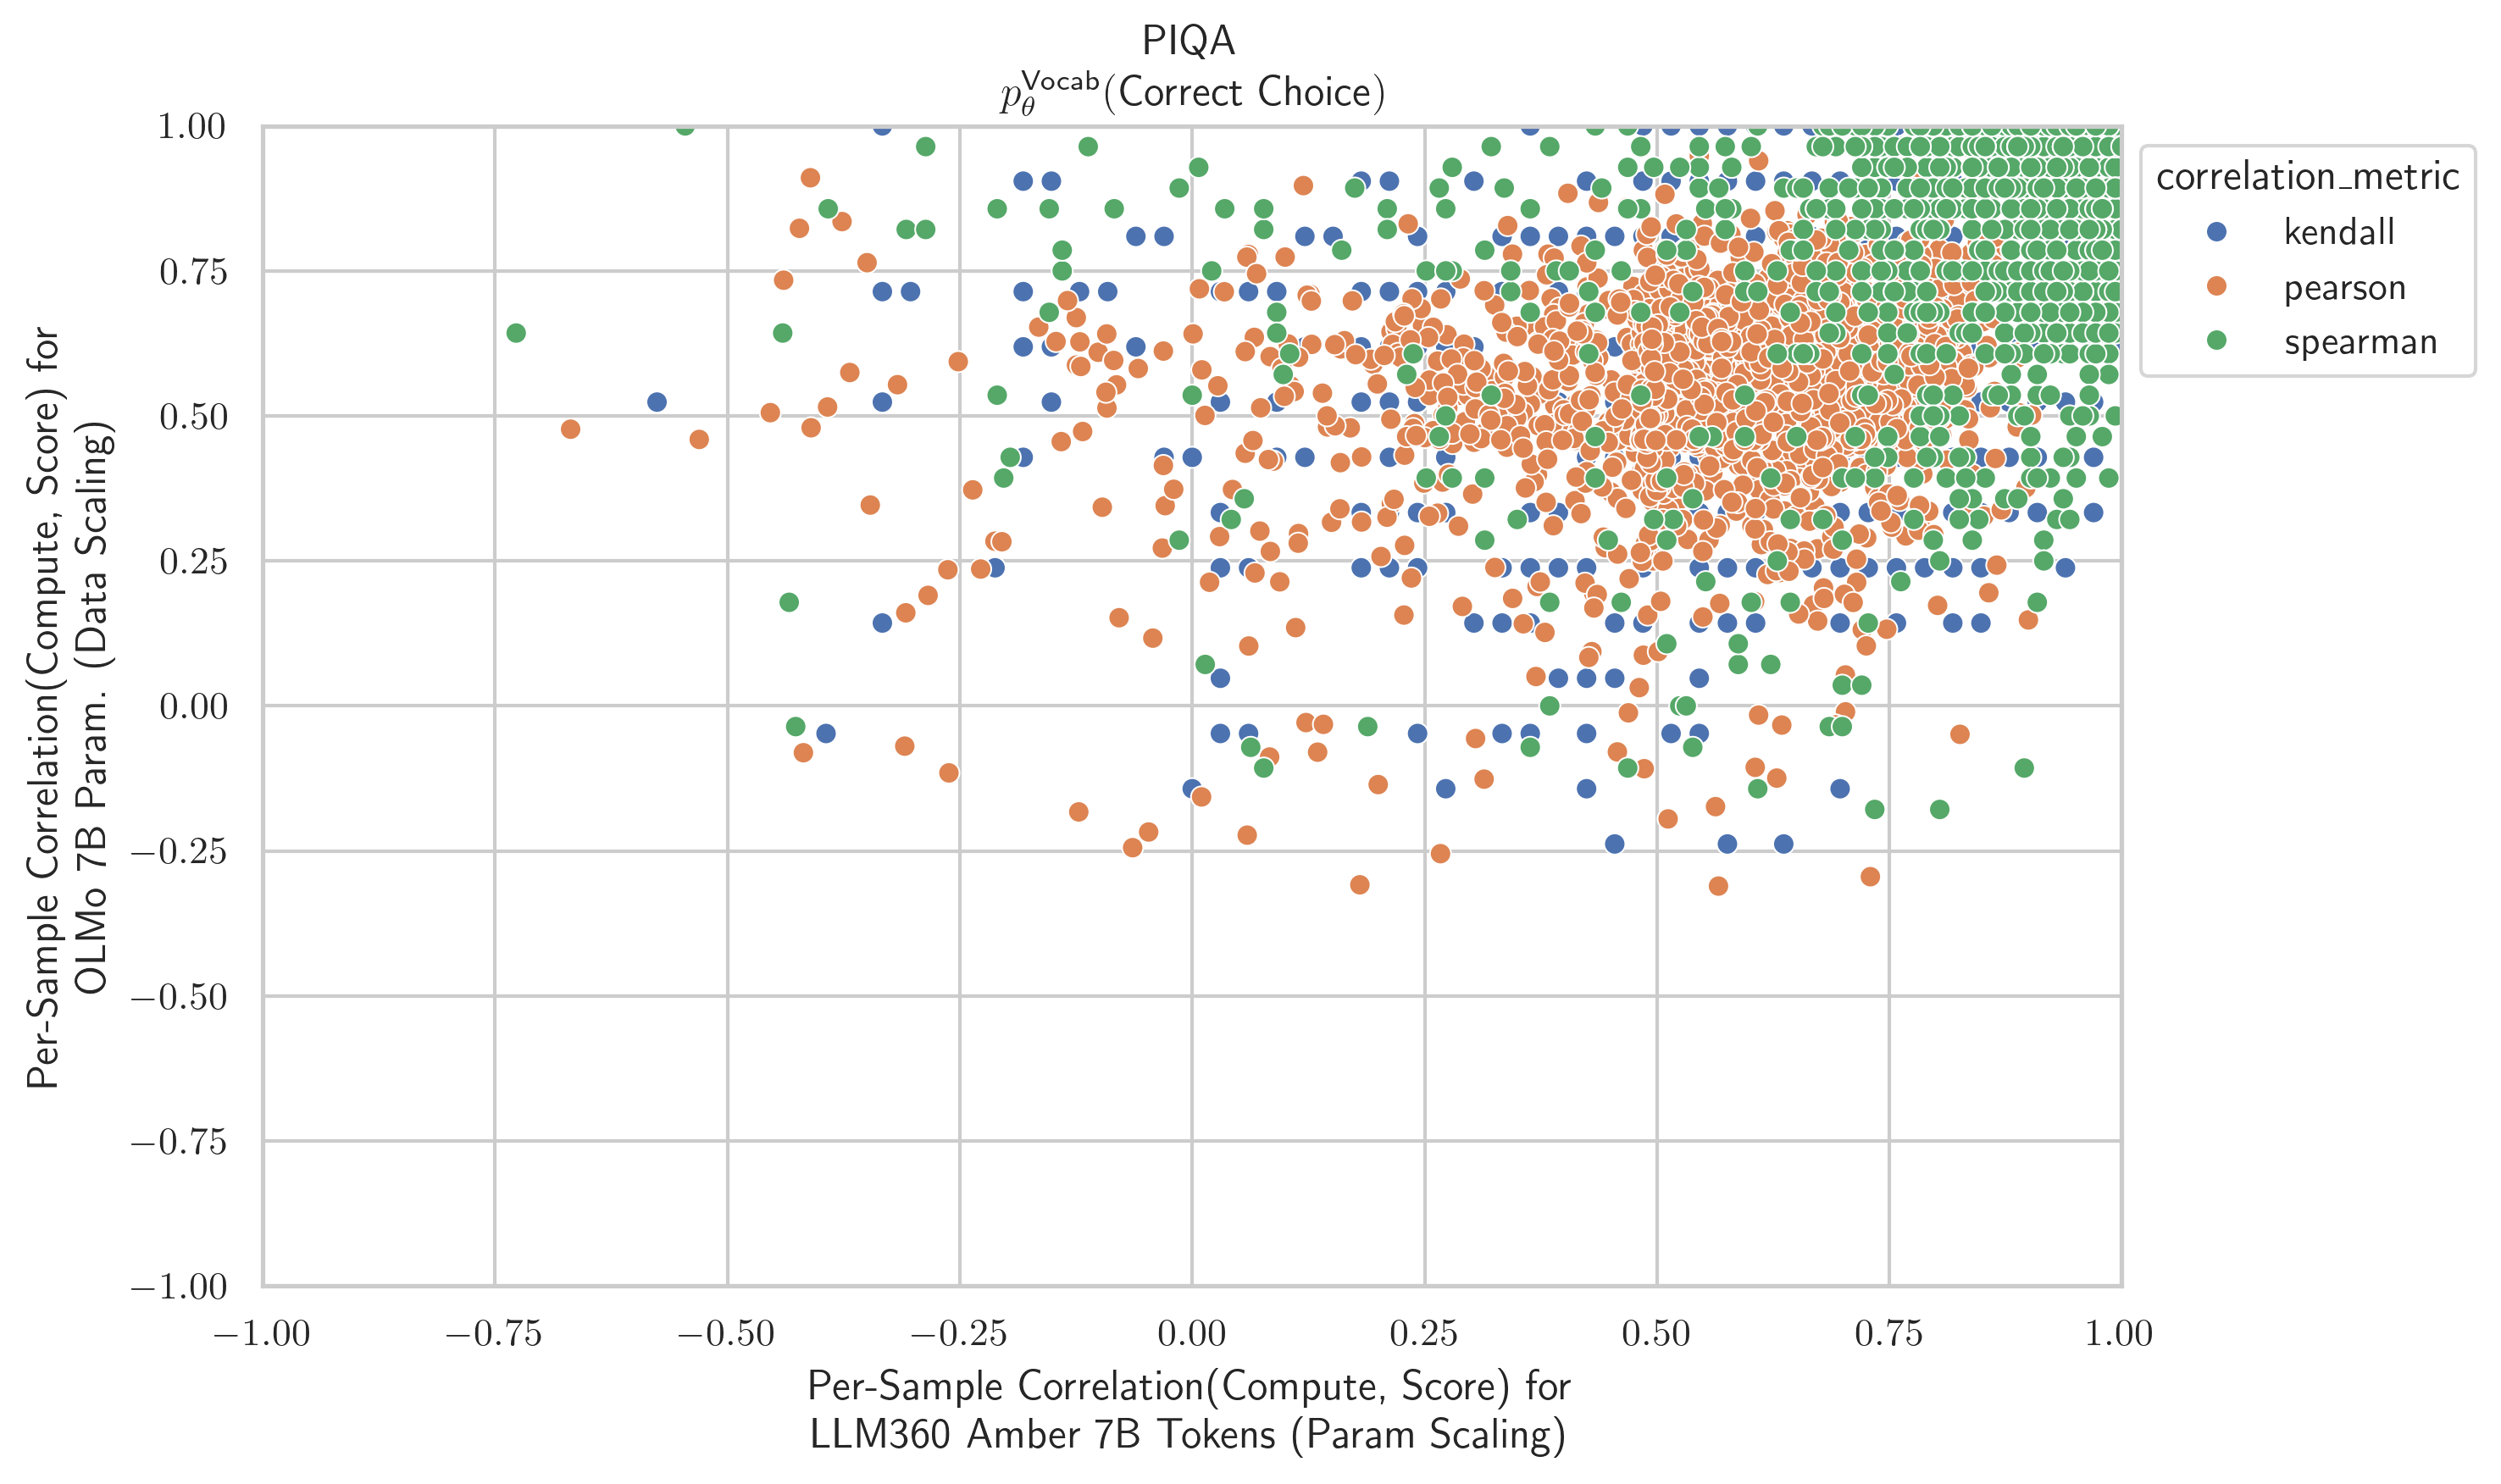 PIQA
p_θ^Vocab(Correct Choice)
1.00
0.75
0.50
0.25
0.00
−0.25
−0.50
−0.75
−1.00
Per-Sample Correlation(Compute, Score) for
OLMo 7B Param. (Data Scaling)
−1.00 −0.75 −0.50 −0.25 0.00 0.25 0.50 0.75 1.00
Per-Sample Correlation(Compute, Score) for
LLM360 Amber 7B Tokens (Param Scaling)
correlation_metric
kendall
pearson
spearman